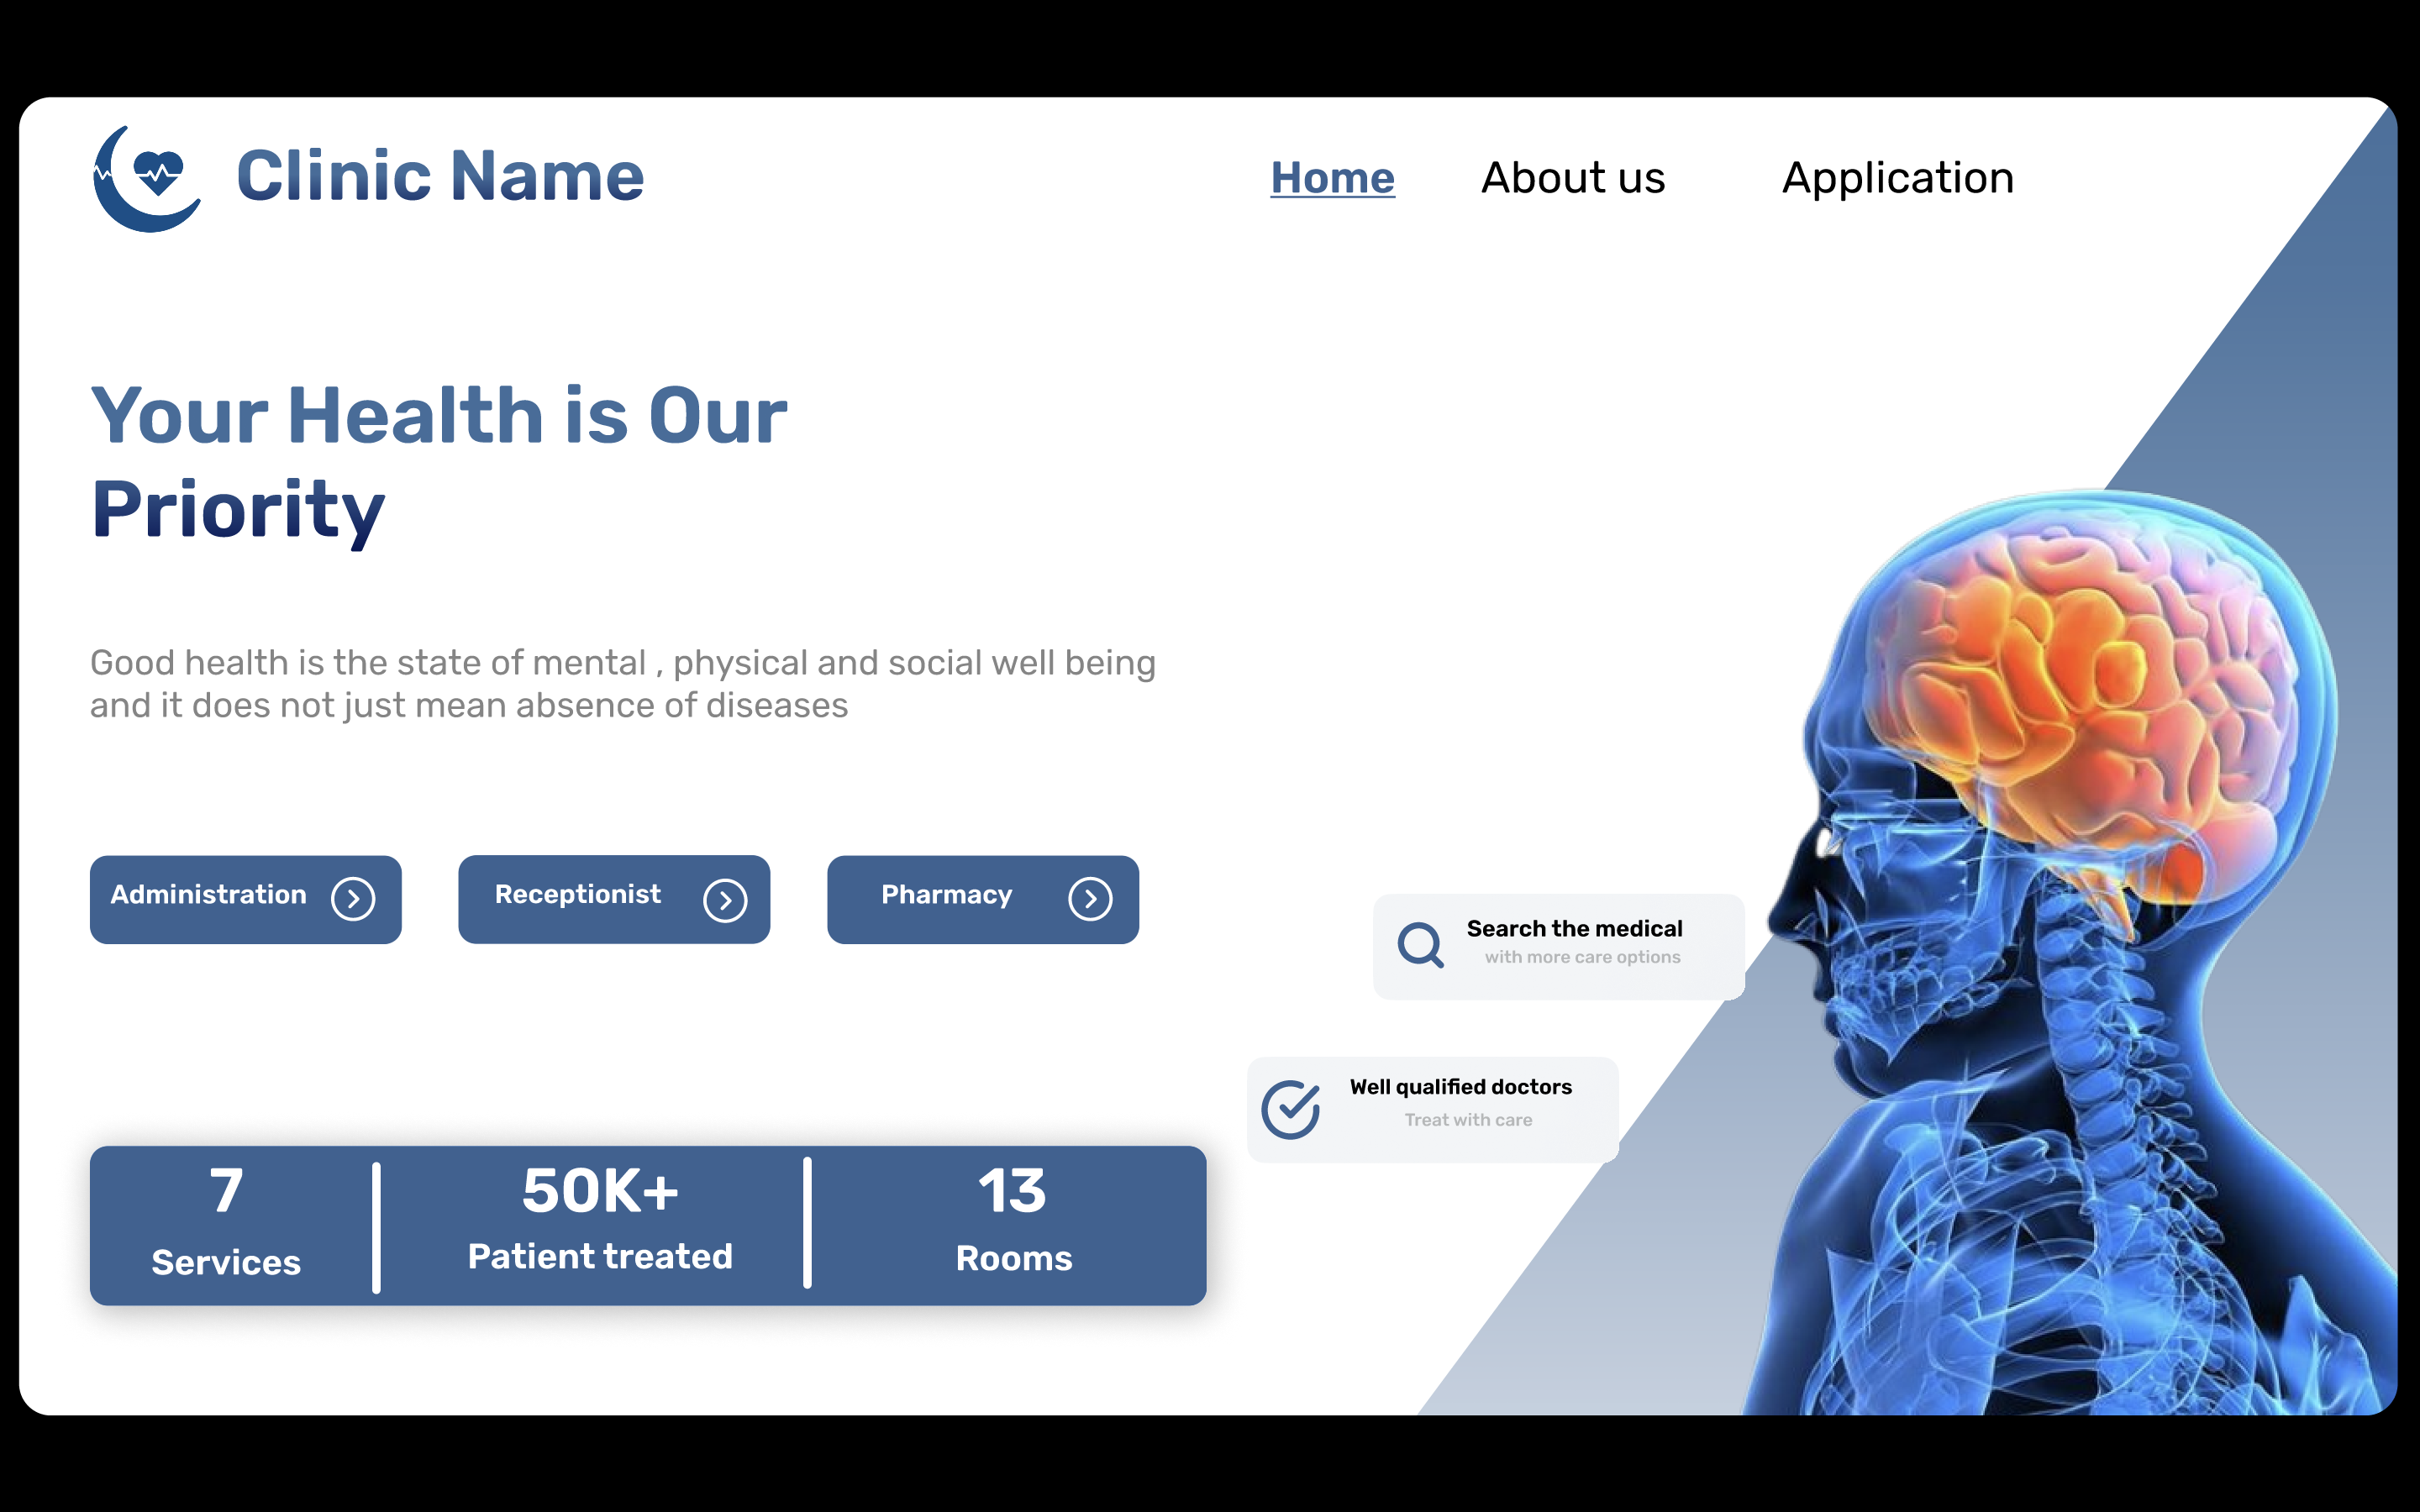 Clinic Name
Home
About us
Application
Your Health is Our
Priority
Good health is the state of mental , physical and social well being
and it does not just mean absence of diseases
Administration
Receptionist
Pharmacy
Search the medical
with more care options
Well qualified doctors
Treat with care
7
Services
50K+
Patient treated
13
Rooms